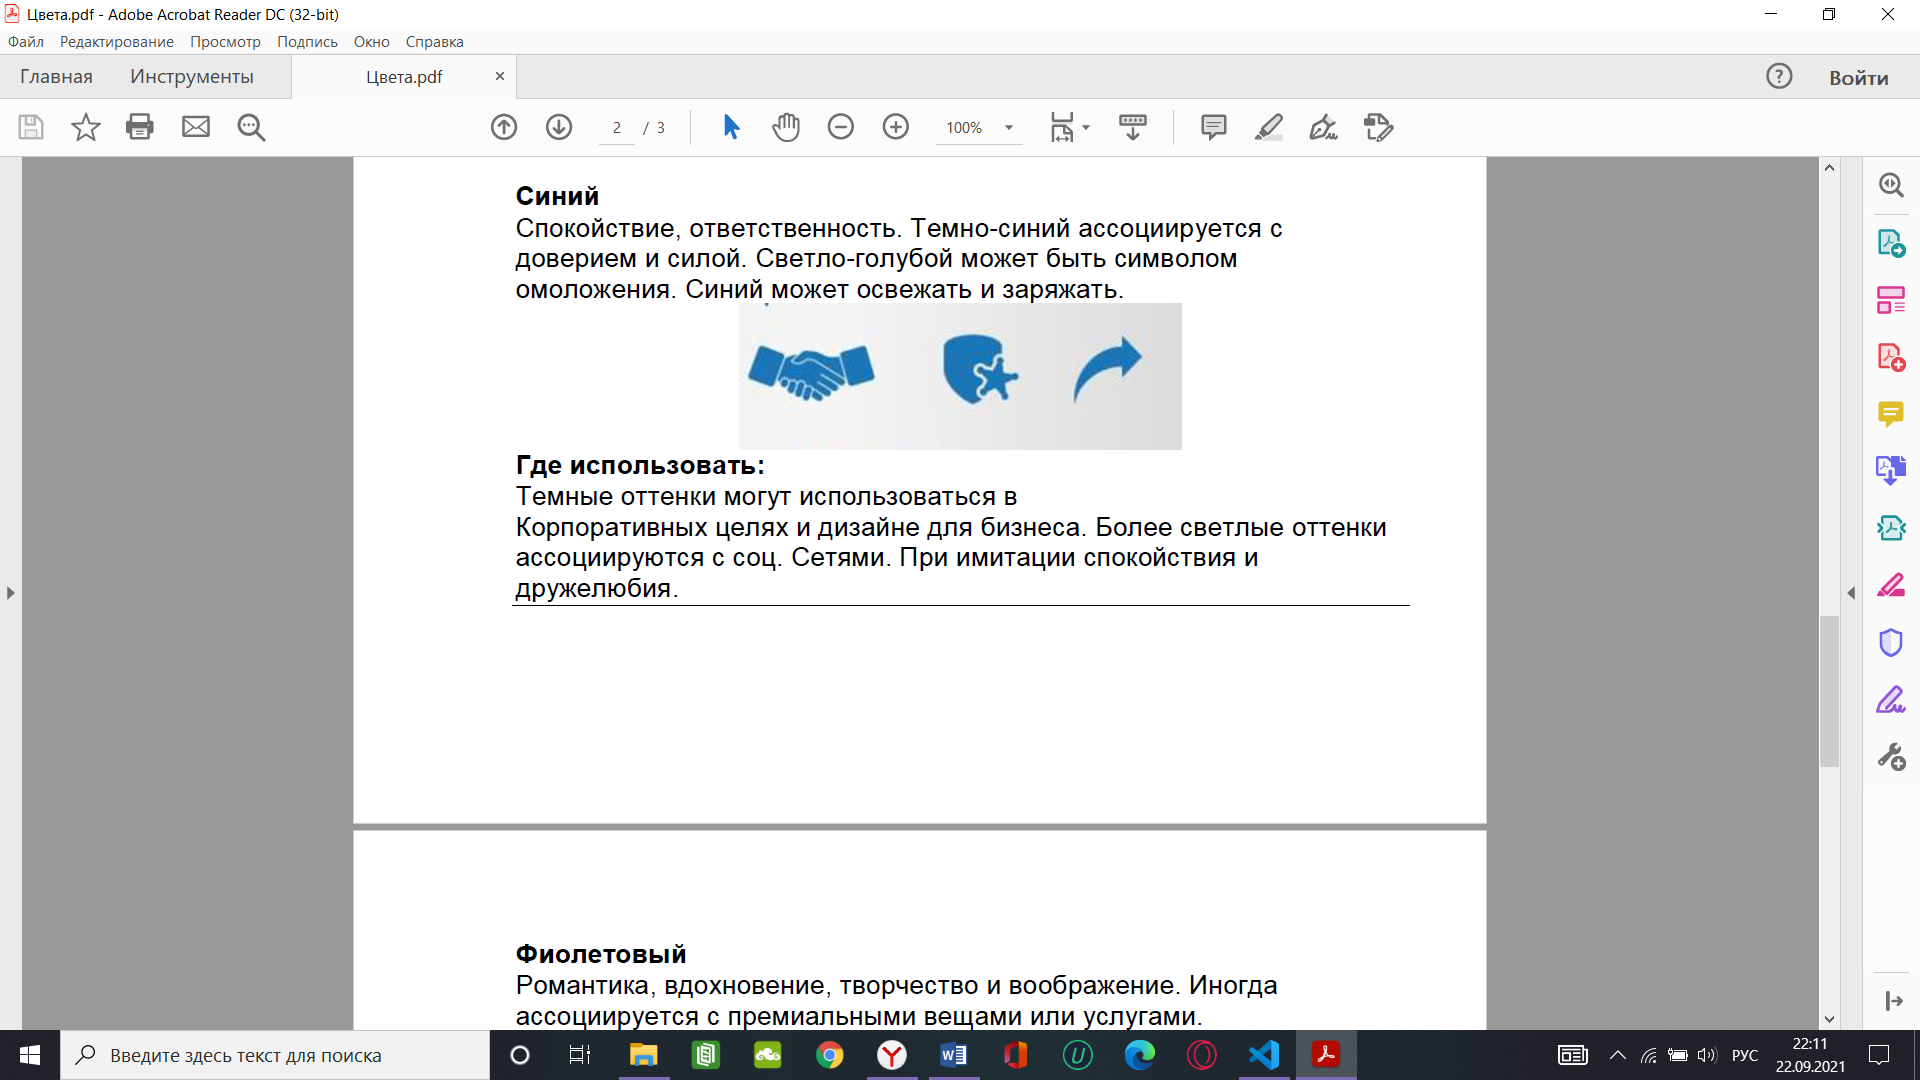 Цвета.pdf - Adobe Acrobat Reader DC (32-bit)
Файл Редактирование Просмотр Подпись Окно Справка
Главная Инструменты Цвета.pdf Войти
2 / 3 100%
Синий
Спокойствие, ответственность. Темно-синий ассоциируется с
доверием и силой. Светло-голубой может быть символом
омоложения. Синий может освежать и заряжать.
Где использовать:
Темные оттенки могут использоваться в
Корпоративных целях и дизайне для бизнеса. Более светлые оттенки
ассоциируются с соц. Сетями. При имитации спокойствия и
дружелюбия.
Фиолетовый
Романтика, вдохновение, творчество и воображение. Иногда
ассоциируется с премиальными вещами или услугами.
Введите здесь текст для поиска
РУС
22:11
22.09.2021